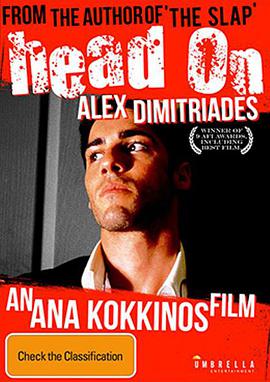 FROM THE AUTHOR OF 'THE SLAP'
Head On
ALEX DIMITRIADES
WINNER OF
9 AFI AWARDS,
INCLUDING
BEST FILM
AN ANA KOKKINOS FILM
Check the Classification
UMBRELLA
ENTERTAINMENT